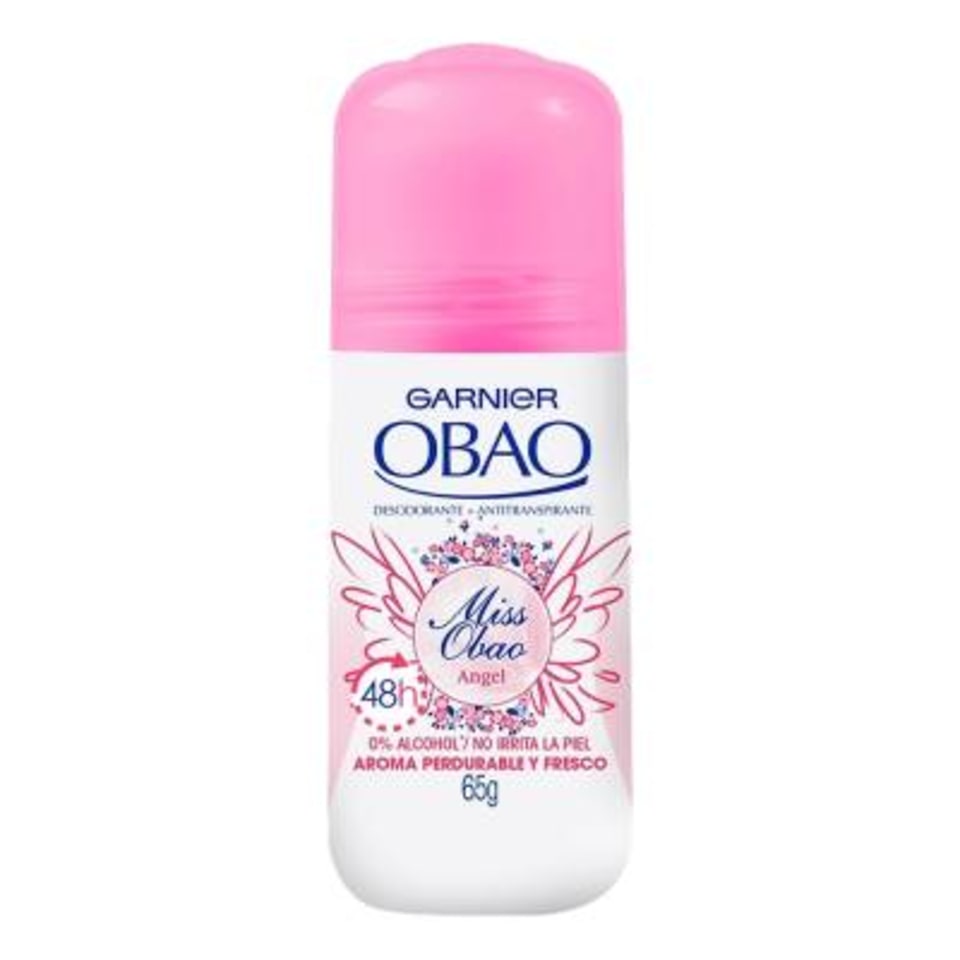 GARNIER
OBAO
DESODORANTE + ANTITRANSPIRANTE
Miss
Obao
Angel
48h
0% ALCOHOL*/ NO IRRITA LA PIEL
AROMA PERDURABLE Y FRESCO
65g